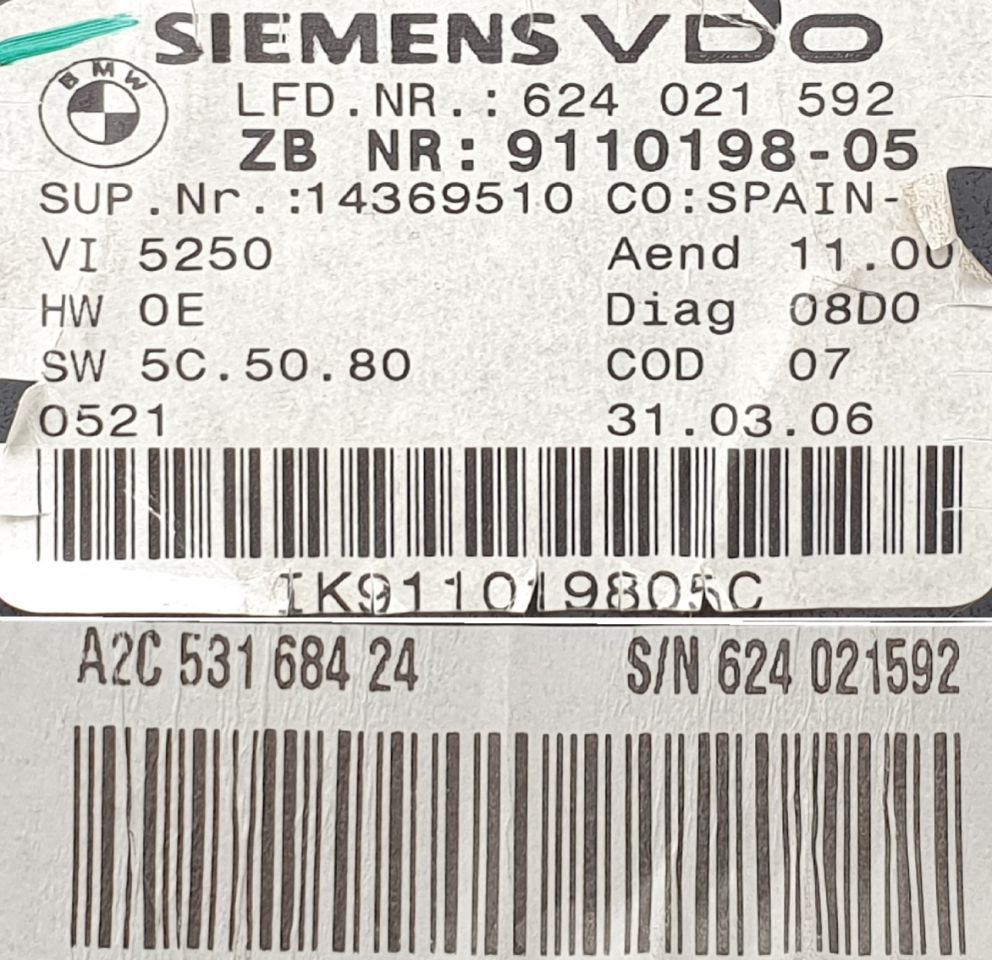 SIEMENS VDO
BMW
LFD.NR.: 624 021 592
ZB NR: 9110198-05
SUP.Nr.:14369510 CO:SPAIN-
VI 5250 Aend 11.00
HW 0E Diag 08D0
SW 5C.50.80 COD 07
0521 31.03.06
IK911019805C
A2C 531 684 24 S/N 624 021592